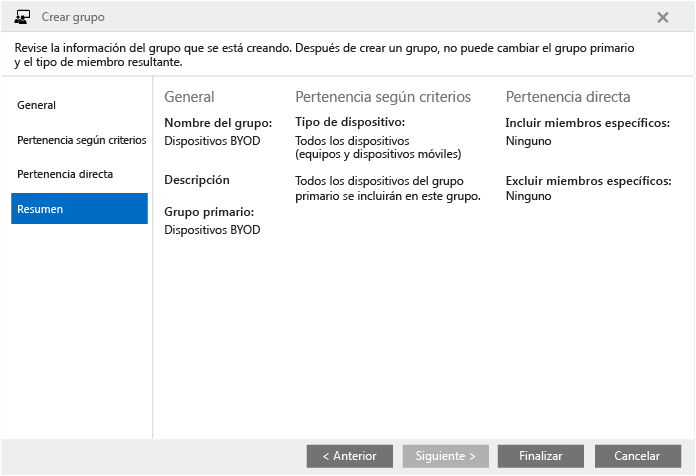 Crear grupo
Revise la información del grupo que se está creando. Después de crear un grupo, no puede cambiar el grupo primario
y el tipo de miembro resultante.
General
Pertenencia según criterios
Pertenencia directa
Resumen
General
Nombre del grupo:
Dispositivos BYOD
Descripción
Grupo primario:
Dispositivos BYOD
Pertenencia según criterios
Tipo de dispositivo:
Todos los dispositivos
(equipos y dispositivos móviles)
Todos los dispositivos del grupo
primario se incluirán en este grupo.
Pertenencia directa
Incluir miembros específicos:
Ninguno
Excluir miembros específicos:
Ninguno
< Anterior
Siguiente >
Finalizar
Cancelar